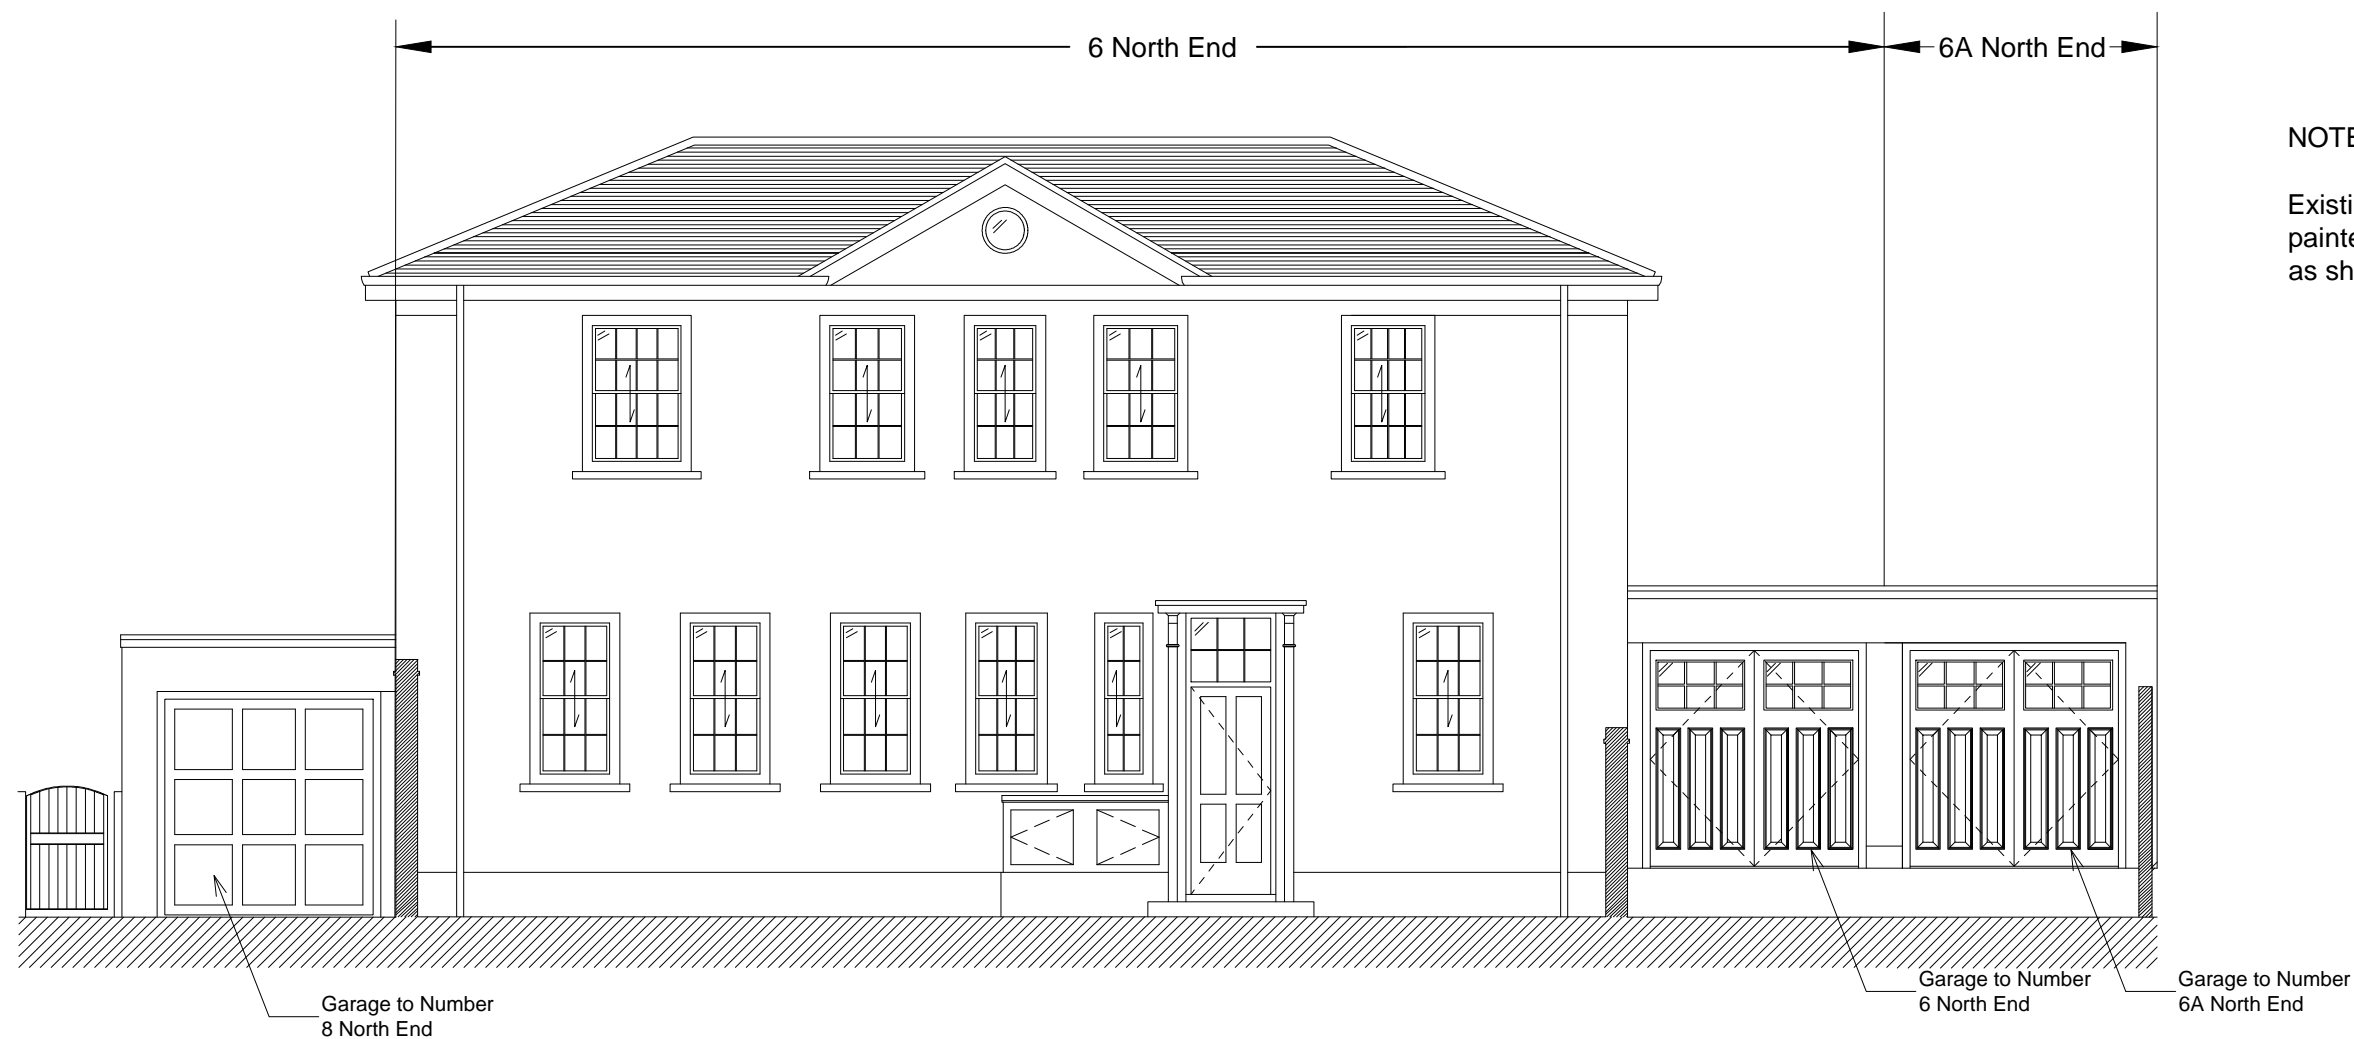 6 North End
6A North End
NOTE
Existi
painte
as sh
Garage to Number
8 North End
Garage to Number
6 North End
Garage to Number
6A North End